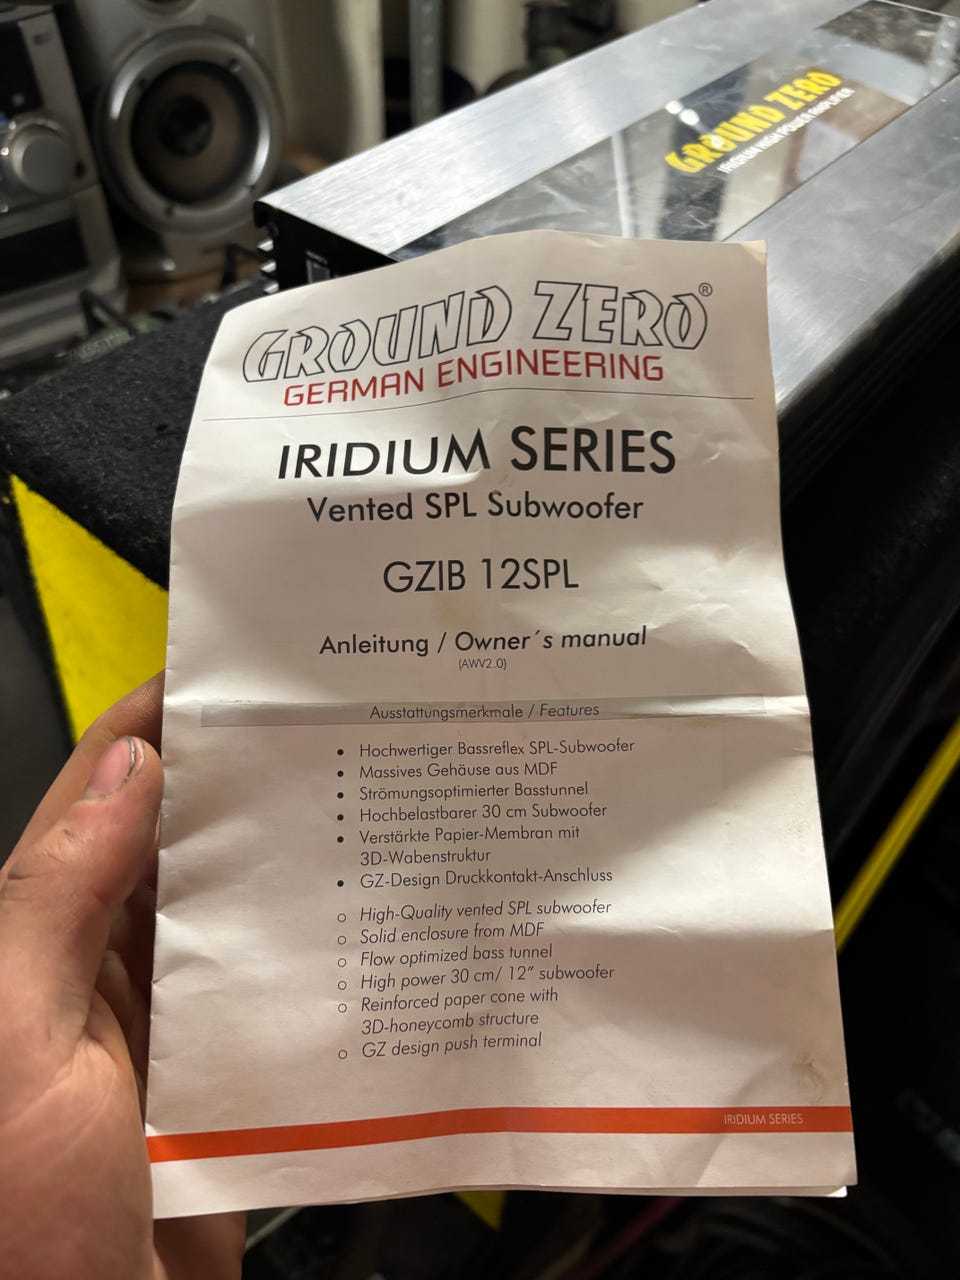 GROUND ZERO
IRIDIUM HIGH POWER AMPLIFIER
GROUND ZERO®
GERMAN ENGINEERING
IRIDIUM SERIES
Vented SPL Subwoofer
GZIB 12SPL
Anleitung / Owner´s manual
(AWV2.0)
Ausstattungsmerkmale / Features
• Hochwertiger Bassreflex SPL-Subwoofer
• Massives Gehäuse aus MDF
• Strömungsoptimierter Basstunnel
• Hochbelastbarer 30 cm Subwoofer
• Verstärkte Papier-Membran mit
3D-Wabenstruktur
• GZ-Design Druckkontakt-Anschluss
o High-Quality vented SPL subwoofer
o Solid enclosure from MDF
o Flow optimized bass tunnel
o High power 30 cm/ 12” subwoofer
o Reinforced paper cone with
3D-honeycomb structure
o GZ design push terminal
IRIDIUM SERIES